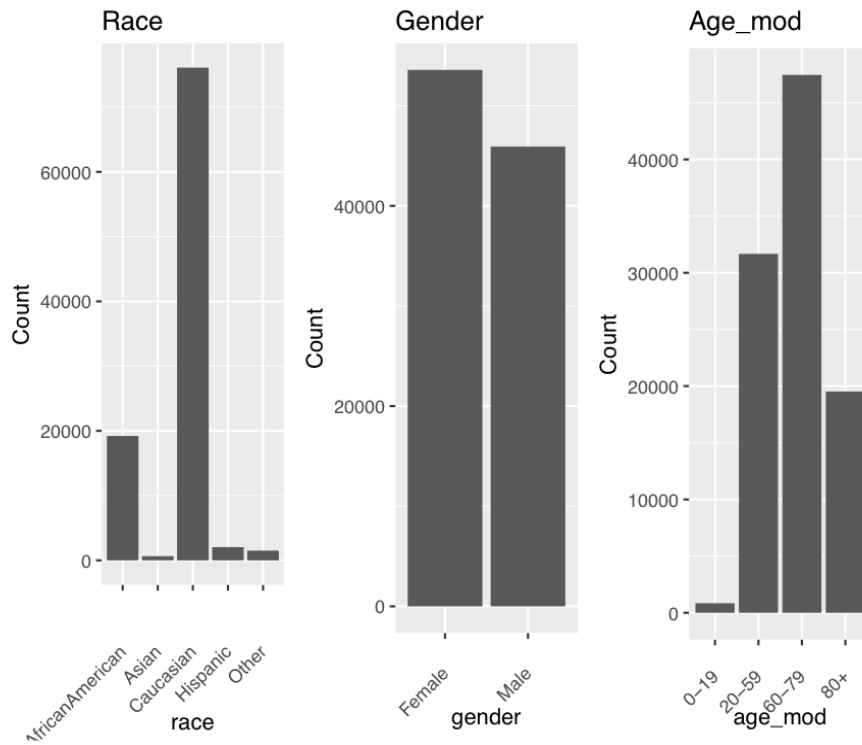 Race
60000
40000
20000
0
Count
AfricanAmerican
Asian
Caucasian
Hispanic
Other
race
Gender
40000
20000
0
Count
Female
Male
gender
Age_mod
40000
30000
20000
10000
0
Count
0−19
20−59
60−79
80+
age_mod